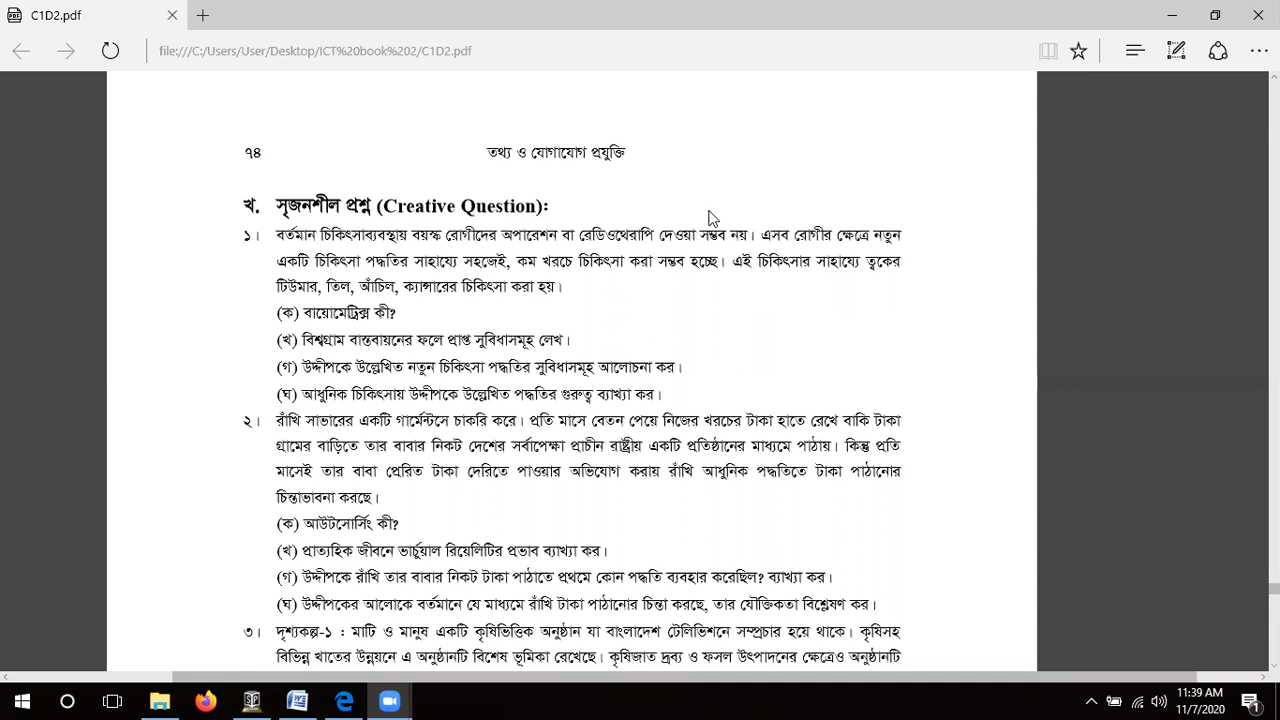 C1D2.pdf
file:///C:/Users/User/Desktop/ICT%20book%202/C1D2.pdf
৭৪ তথ্য ও যোগাযোগ প্রযুক্তি
খ. সৃজনশীল প্রশ্ন (Creative Question):
১। বর্তমান চিকিৎসাব্যবস্থায় বয়স্ক রোগীদের অপারেশন বা রেডিওথেরাপি দেওয়া সম্ভব নয়। এসব রোগীর ক্ষেত্রে নতুন
একটি চিকিৎসা পদ্ধতির সাহায্যে সহজেই, কম খরচে চিকিৎসা করা সম্ভব হচ্ছে। এই চিকিৎসার সাহায্যে ত্বকের
টিউমার, তিল, আঁচিল, ক্যান্সারের চিকিৎসা করা হয়।
(ক) বায়োমেট্রিক্স কী?
(খ) বিশ্বগ্রাম বাস্তবায়নের ফলে প্রাপ্ত সুবিধাসমূহ লেখ।
(গ) উদ্দীপকে উল্লেখিত নতুন চিকিৎসা পদ্ধতির সুবিধাসমূহ আলোচনা কর।
(ঘ) আধুনিক চিকিৎসায় উদ্দীপকে উল্লেখিত পদ্ধতির গুরুত্ব ব্যাখ্যা কর।
২। রাঁখি সাভারের একটি গার্মেন্টসে চাকরি করে। প্রতি মাসে বেতন পেয়ে নিজের খরচের টাকা হাতে রেখে বাকি টাকা
গ্রামের বাড়িতে তার বাবার নিকট দেশের সর্বাপেক্ষা প্রাচীন রাষ্ট্রীয় একটি প্রতিষ্ঠানের মাধ্যমে পাঠায়। কিন্তু প্রতি
মাসেই তার বাবা প্রেরিত টাকা দেরিতে পাওয়ার অভিযোগ করায় রাঁখি আধুনিক পদ্ধতিতে টাকা পাঠানোর
চিন্তাভাবনা করছে।
(ক) আউটসোর্সিং কী?
(খ) প্রাত্যহিক জীবনে ভার্চুয়াল রিয়েলিটির প্রভাব ব্যাখ্যা কর।
(গ) উদ্দীপকে রাঁখি তার বাবার নিকট টাকা পাঠাতে প্রথমে কোন পদ্ধতি ব্যবহার করেছিল? ব্যাখ্যা কর।
(ঘ) উদ্দীপকের আলোকে বর্তমানে যে মাধ্যমে রাঁখি টাকা পাঠানোর চিন্তা করছে, তার যৌক্তিকতা বিশ্লেষণ কর।
৩। দৃশ্যকল্প-১ : মাটি ও মানুষ একটি কৃষিভিত্তিক অনুষ্ঠান যা বাংলাদেশ টেলিভিশনে সম্প্রচার হয়ে থাকে। কৃষিসহ
বিভিন্ন খাতের উন্নয়নে এ অনুষ্ঠানটি বিশেষ ভূমিকা রেখেছে। কৃষিজাত দ্রব্য ও ফসল উৎপাদনের ক্ষেত্রেও অনুষ্ঠানটি
11:39 AM
11/7/2020